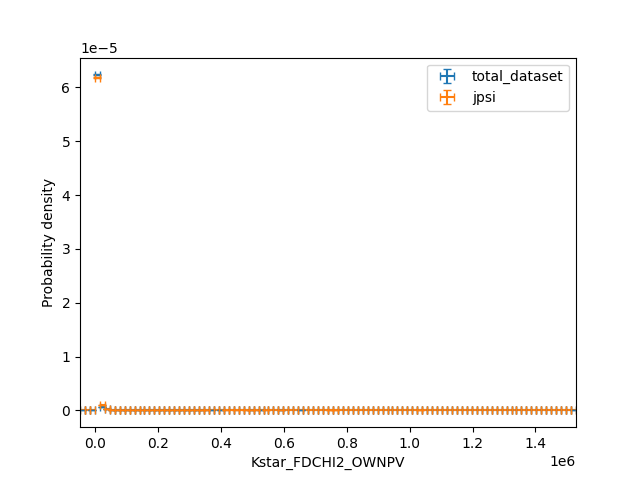 1e−5
total_dataset
jpsi
Probability density
6
5
4
3
2
1
0
0.0 0.2 0.4 0.6 0.8 1.0 1.2 1.4
Kstar_FDCHI2_OWNPV
1e6